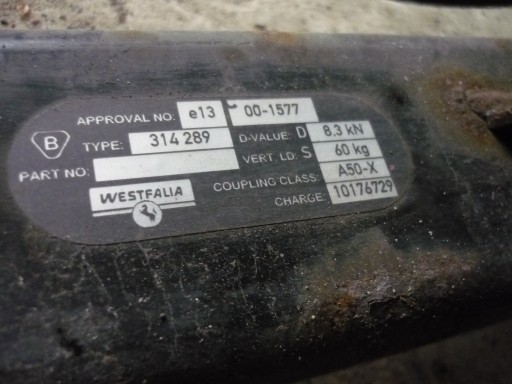 APPROVAL NO: e13 00-1577
B TYPE: 314 289 D-VALUE: D 8.3 kN
PART NO: VERT. LD: S 60 kg
WESTFALIA COUPLING CLASS: A50-X
CHARGE: 10176729